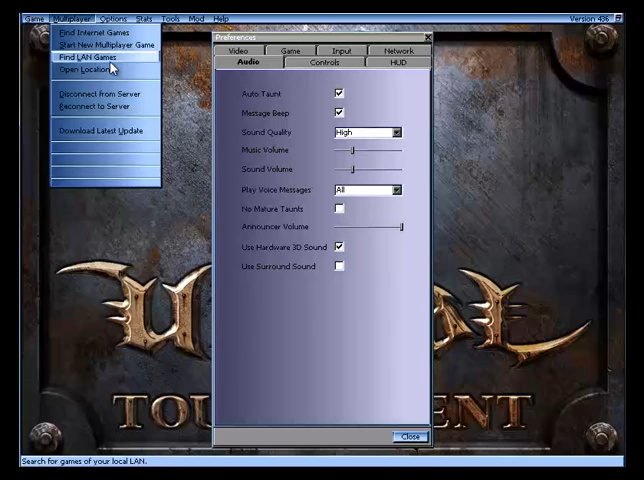 Game Multiplayer Options Stats Tools Mod Help Version 436
Find Internet Games
Start New Multiplayer Game
Find LAN Games
Open Location
Disconnect from Server
Reconnect to Server
Download Latest Update
Preferences
Video Game Input Network
Audio Controls HUD
Auto Taunt
Message Beep
Sound Quality High
Music Volume
Sound Volume
Play Voice Messages All
No Mature Taunts
Announcer Volume
Use Hardware 3D Sound
Use Surround Sound
Close
Search for games of your local LAN.